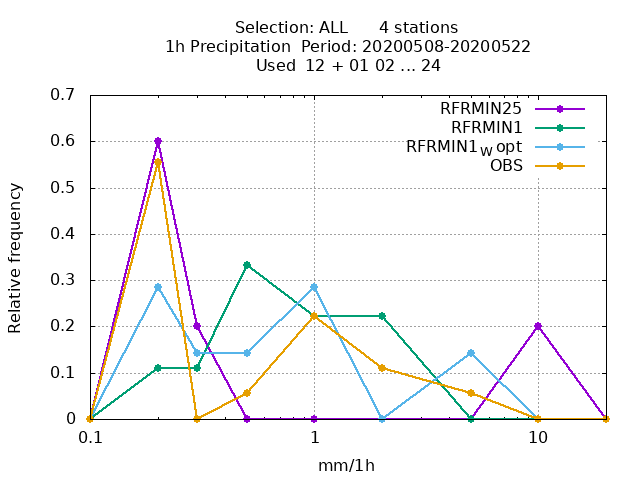 Selection: ALL 4 stations
1h Precipitation Period: 20200508-20200522
Used 12 + 01 02 ... 24
RFRMIN25
RFRMIN1
RFRMIN1W opt
OBS
Relative frequency
0.7
0.6
0.5
0.4
0.3
0.2
0.1
0
0.1 1 10
mm/1h